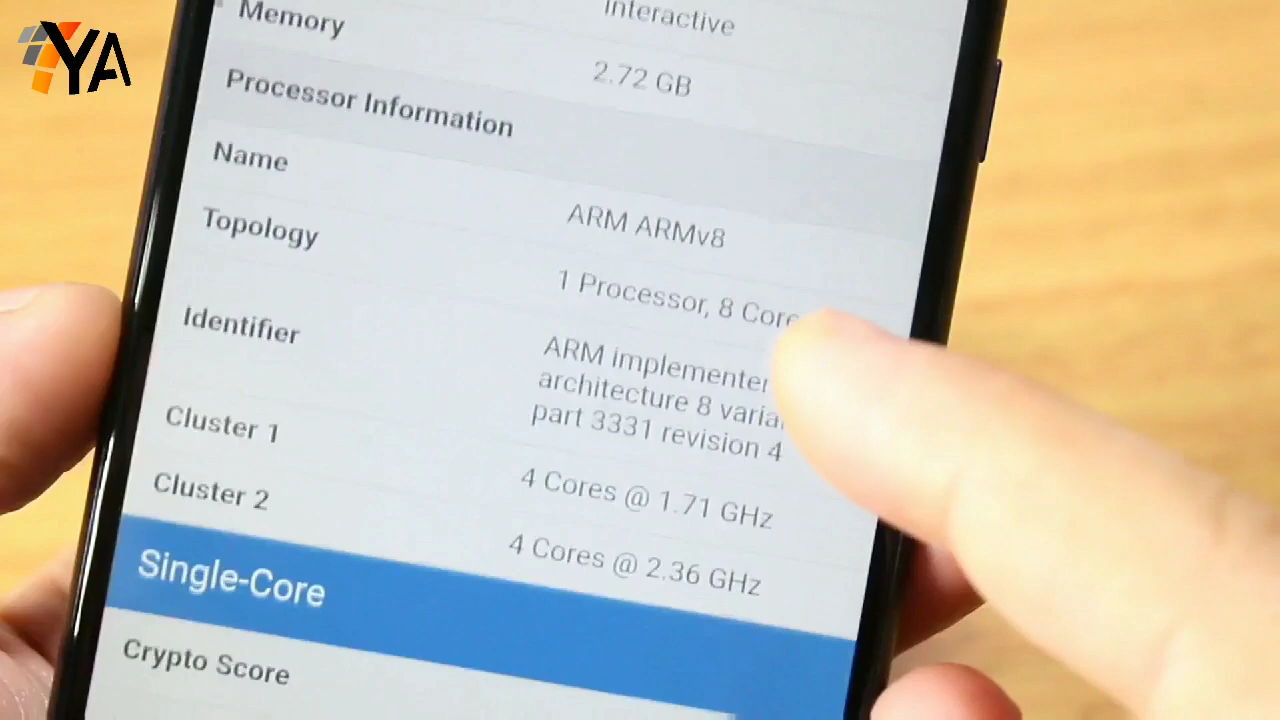 YA
Memory
Interactive
2.72 GB
Processor Information
Name
ARM ARMv8
Topology
1 Processor, 8 Core
Identifier
ARM implementer
architecture 8
part 3331 revision 4
Cluster 1
4 Cores @ 1.71 GHz
Cluster 2
4 Cores @ 2.36 GHz
Single-Core
Crypto Score